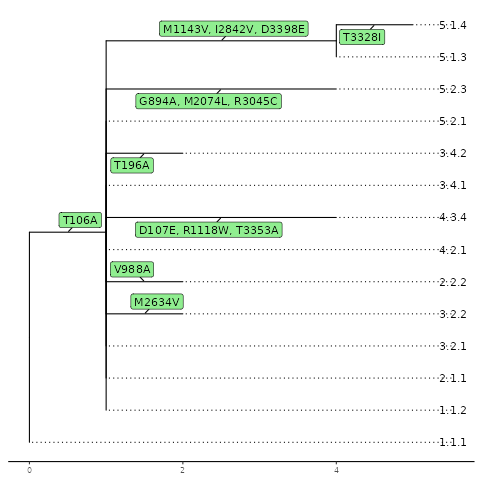 5.1.4
M1143V, I2842V, D3398E
T3328I
5.1.3
5.2.3
G894A, M2074L, R3045C
5.2.1
3.4.2
T196A
3.4.1
4.3.4
T106A
D107E, R1118W, T3353A
4.2.1
V988A
2.2.2
M2634V
3.2.2
3.2.1
2.1.1
1.1.2
1.1.1
0 2 4